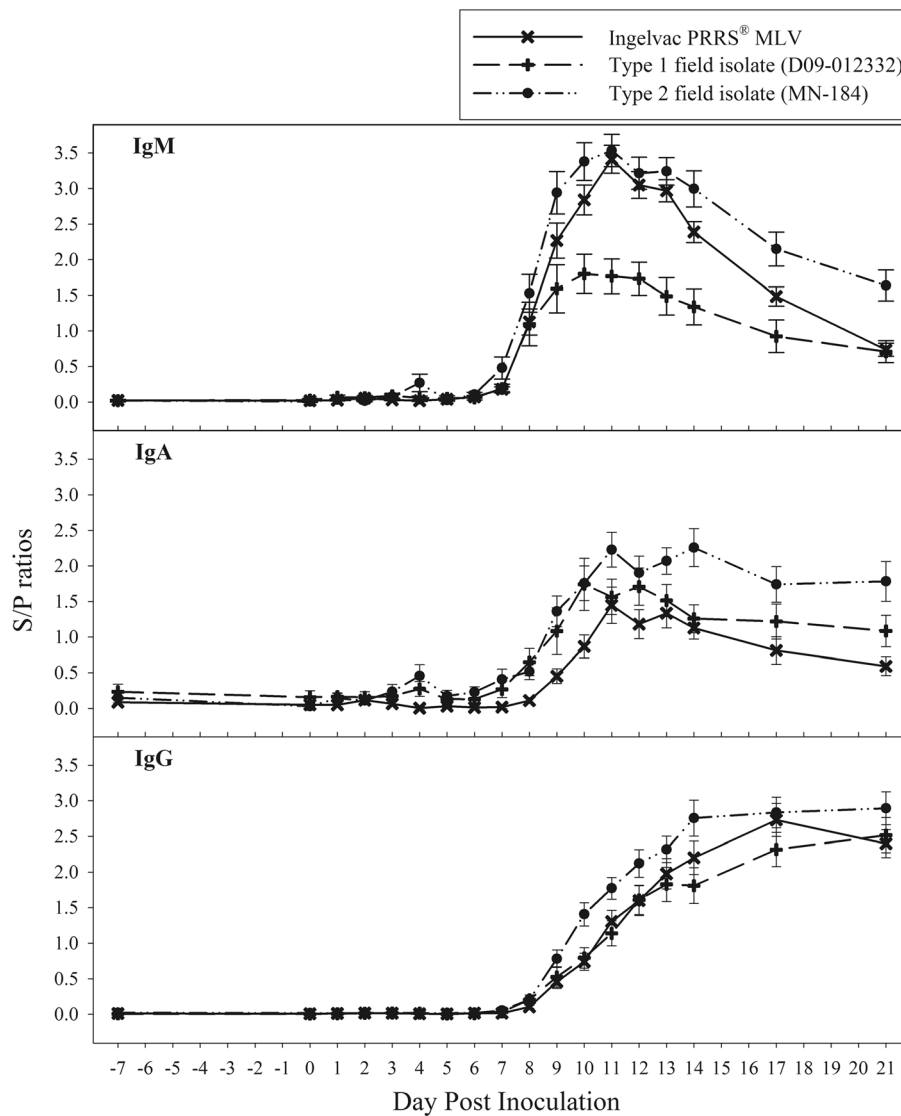 Ingelvac PRRS® MLV
Type 1 field isolate (D09-012332)
Type 2 field isolate (MN-184)
IgM
3.5
3.0
2.5
2.0
1.5
1.0
0.5
0.0
IgA
3.5
3.0
2.5
2.0
1.5
1.0
0.5
0.0
S/P ratios
IgG
3.5
3.0
2.5
2.0
1.5
1.0
0.5
0.0
-7 -6 -5 -4 -3 -2 -1 0 1 2 3 4 5 6 7 8 9 10 11 12 13 14 15 16 17 18 19 20 21
Day Post Inoculation